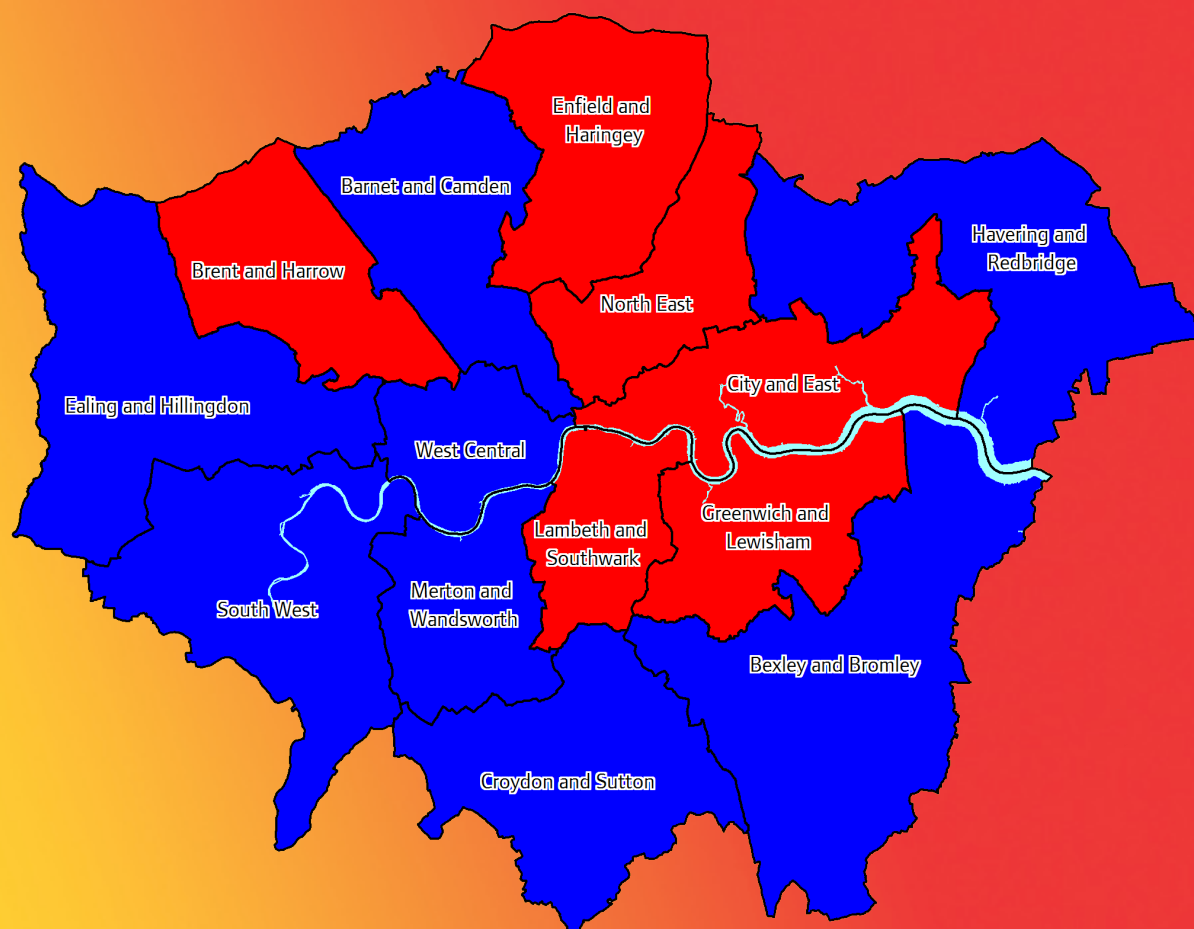 Enfield and
Haringey
Barnet and Camden
Havering and
Redbridge
Brent and Harrow
North East
City and East
Ealing and Hillingdon
West Central
Greenwich and
Lewisham
Lambeth and
Southwark
Merton and
Wandsworth
South West
Bexley and Bromley
Croydon and Sutton